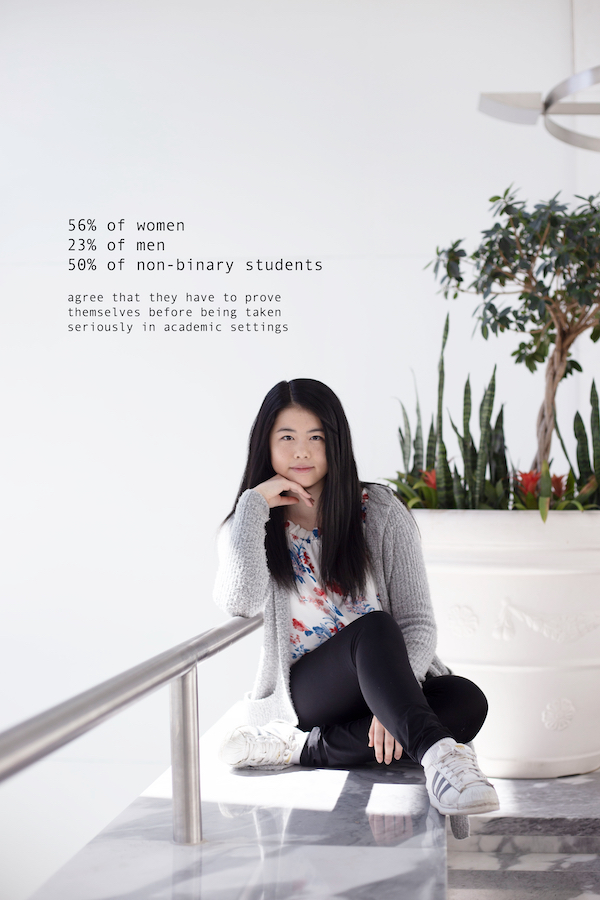 56% of women
23% of men
50% of non-binary students
agree that they have to prove
themselves before being taken
seriously in academic settings